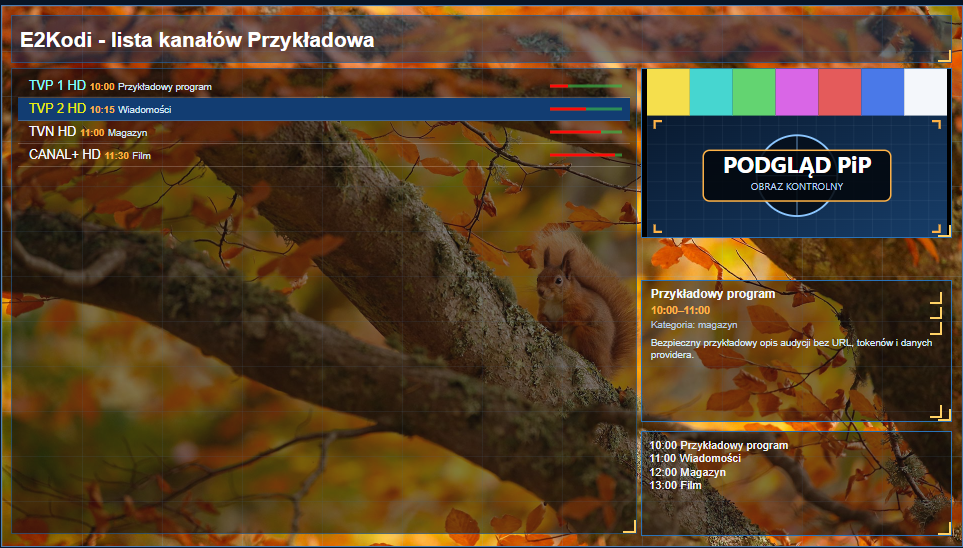 E2Kodi - lista kanałów Przykładowa
TVP 1 HD 10:00 Przykładowy program
TVP 2 HD 10:15 Wiadomości
TVN HD 11:00 Magazyn
CANAL+ HD 11:30 Film
PODGLĄD PiP
OBRAZ KONTROLNY
Przykładowy program
10:00–11:00
Kategoria: magazyn
Bezpieczny przykładowy opis audycji bez URL, tokenów i danych
providera.
10:00 Przykładowy program
11:00 Wiadomości
12:00 Magazyn
13:00 Film